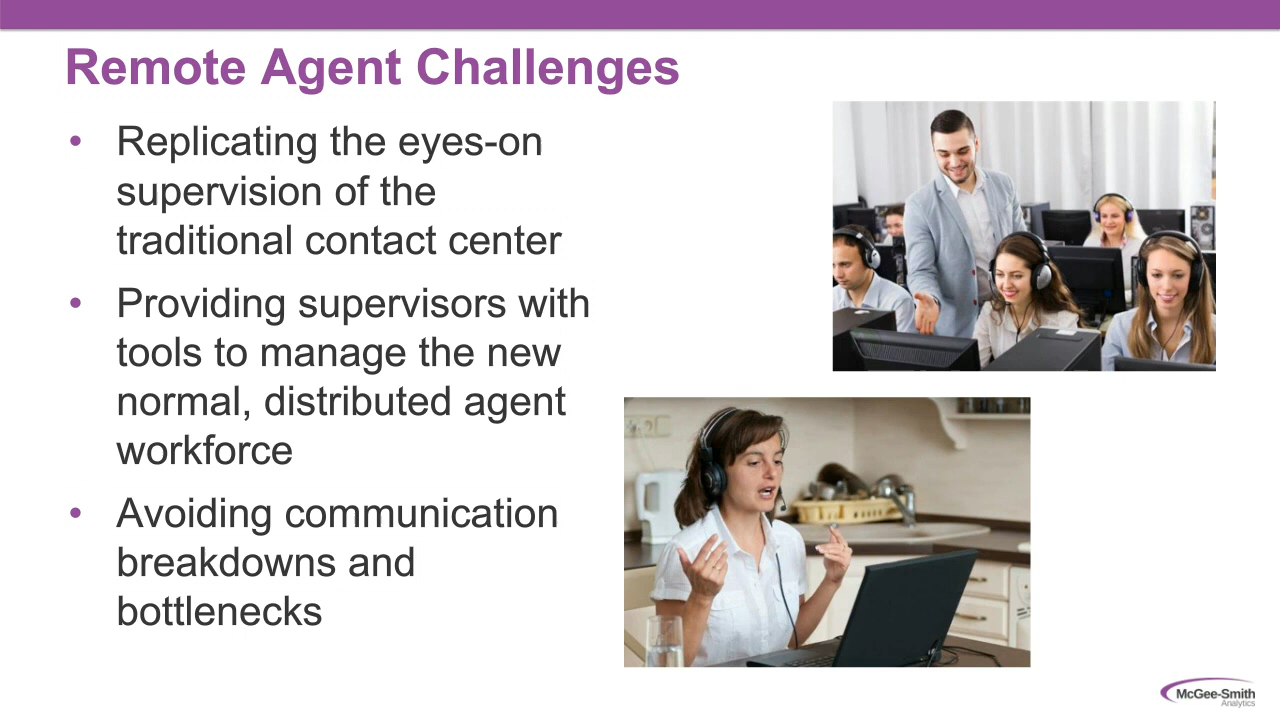 Remote Agent Challenges
• Replicating the eyes-on
supervision of the
traditional contact center
• Providing supervisors with
tools to manage the new
normal, distributed agent
workforce
• Avoiding communication
breakdowns and
bottlenecks
McGee-Smith
Analytics